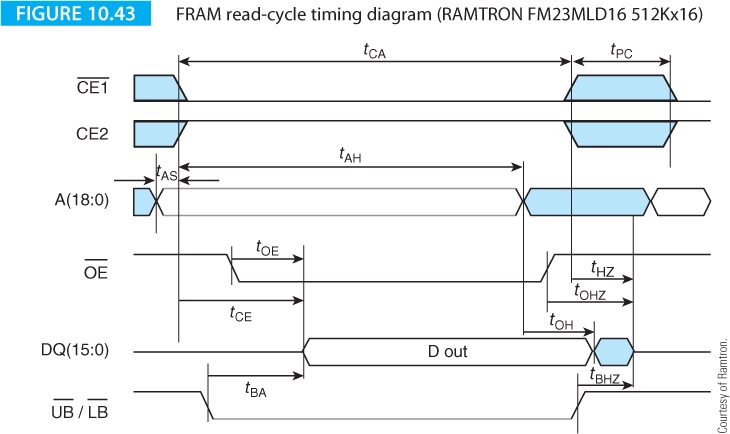 FIGURE 10.43 FRAM read-cycle timing diagram (RAMTRON FM23MLD16 512Kx16)
tCA
tPC
CE1
CE2
tAH
tAS
A(18:0)
tOE
OE
tHZ
tCE
tOHZ
tOH
DQ(15:0)
D out
tBA
tBHZ
UB / LB
Courtesy of Ramtron.